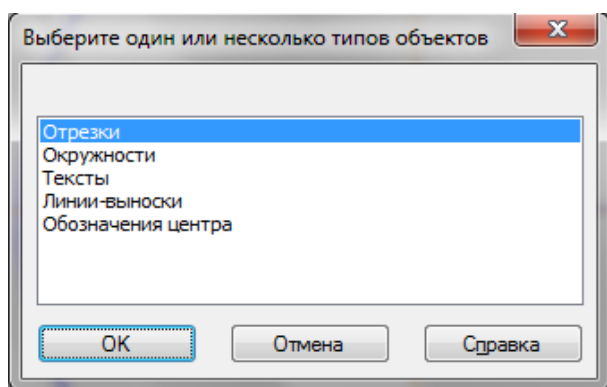 Выберите один или несколько типов объектов
Отрезки
Окружности
Тексты
Линии-выноски
Обозначения центра
OK Отмена Справка